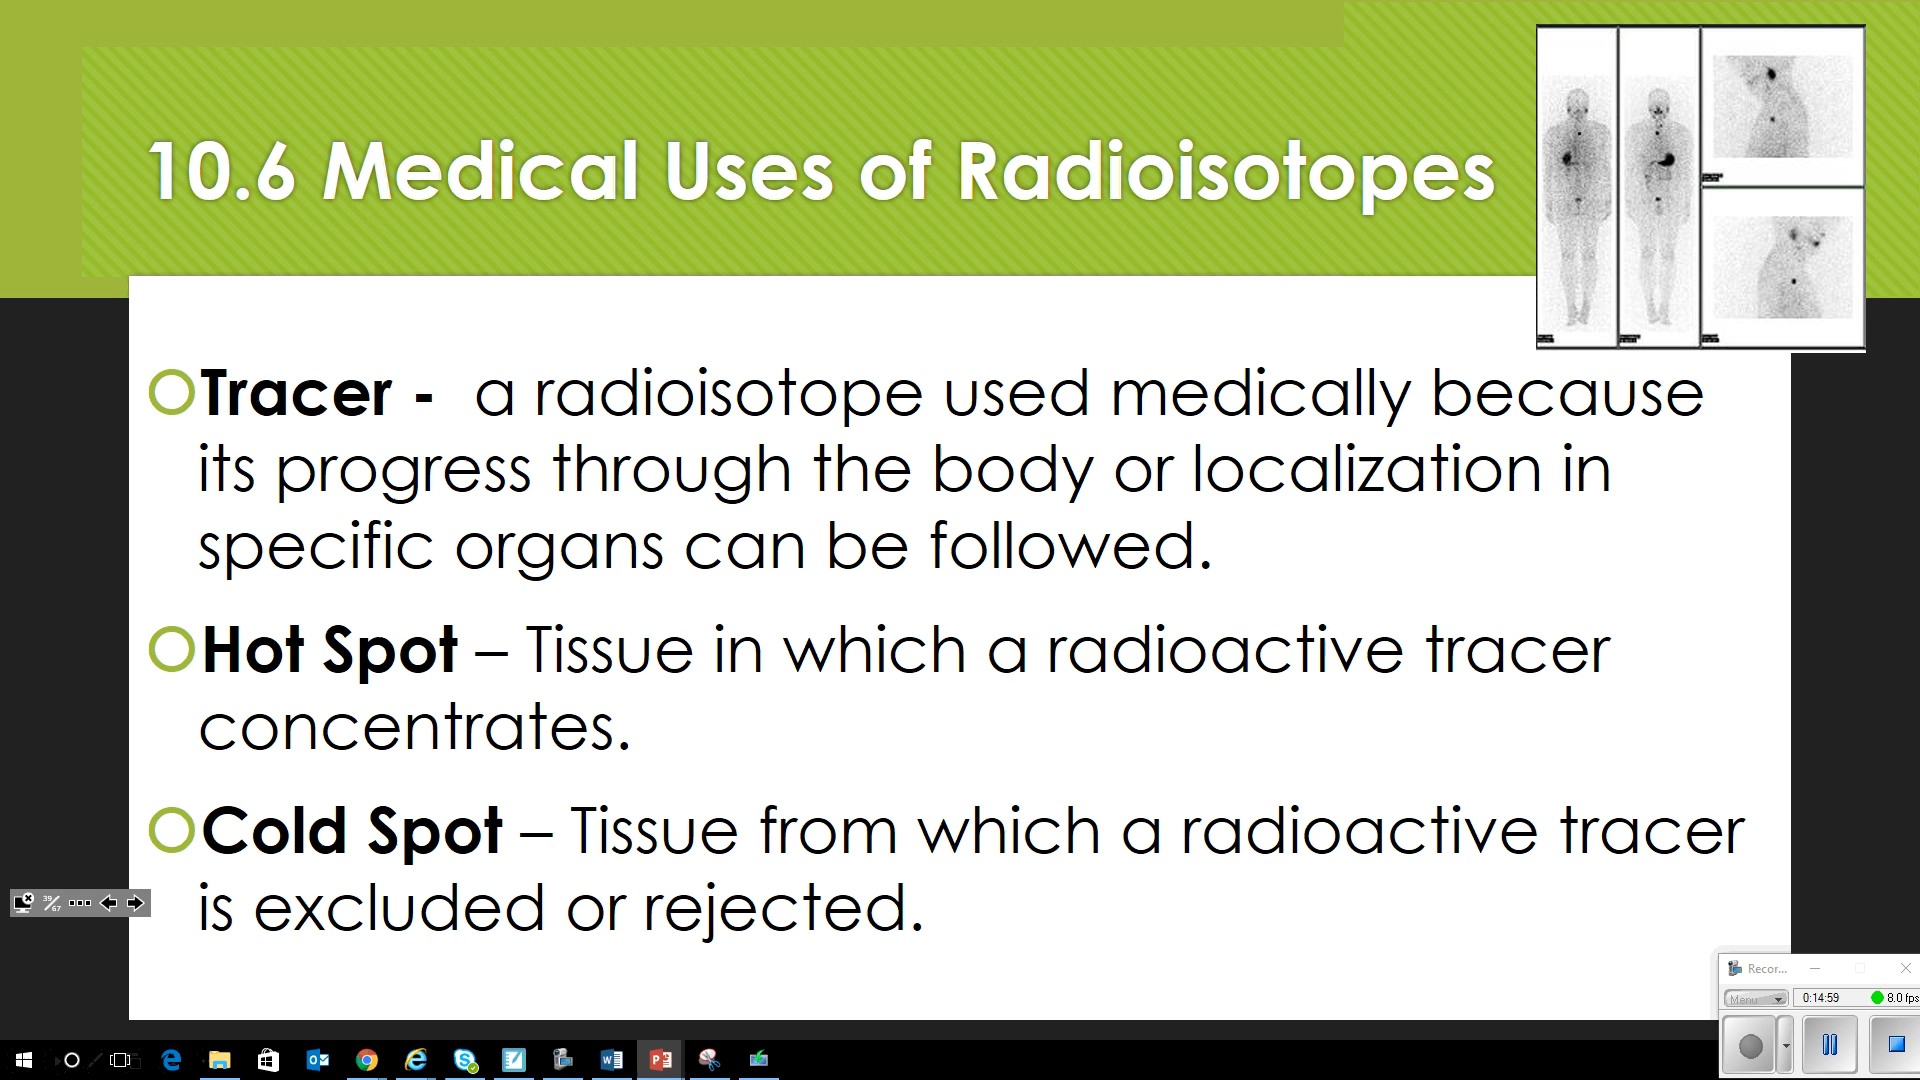 10.6 Medical Uses of Radioisotopes
Tracer - a radioisotope used medically because
its progress through the body or localization in
specific organs can be followed.
Hot Spot – Tissue in which a radioactive tracer
concentrates.
Cold Spot – Tissue from which a radioactive tracer
is excluded or rejected.
39/67
Recor...
Menu
0:14:59
8.0 fps